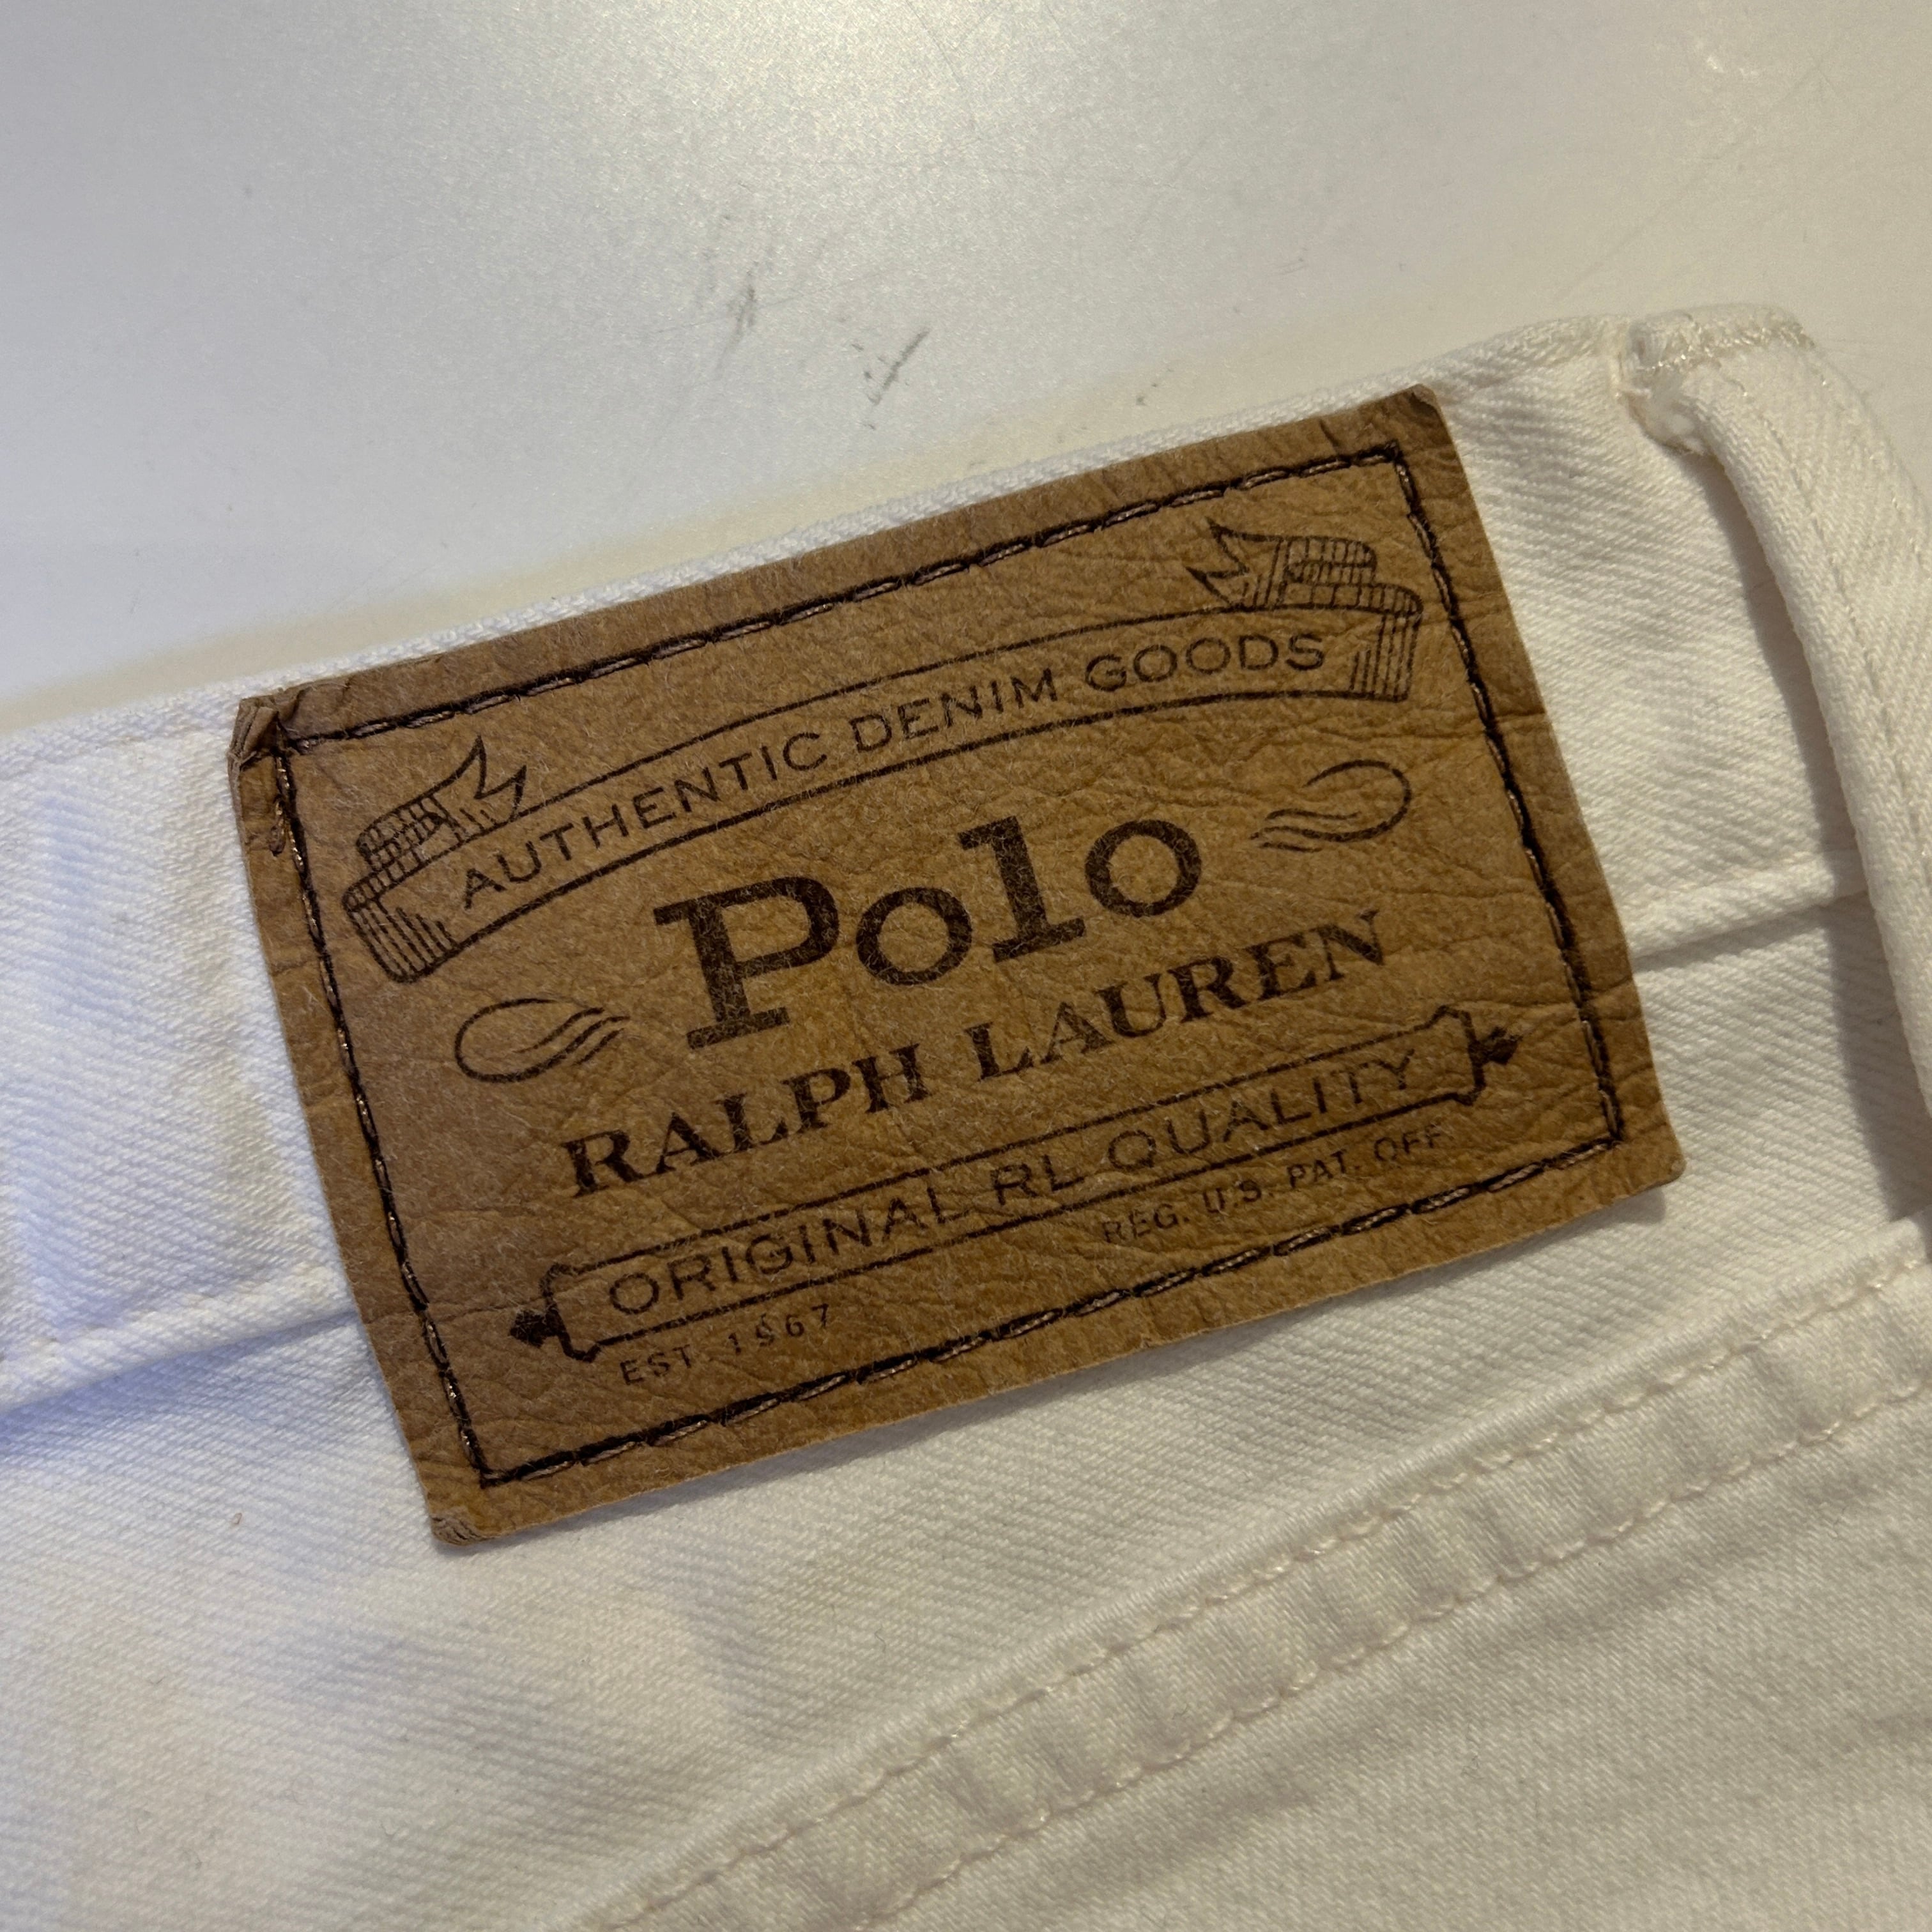 AUTHENTIC DENIM GOODS
Polo
RALPH LAUREN
ORIGINAL RL QUALITY
EST. 1967 REG. U.S. PAT. OFF.